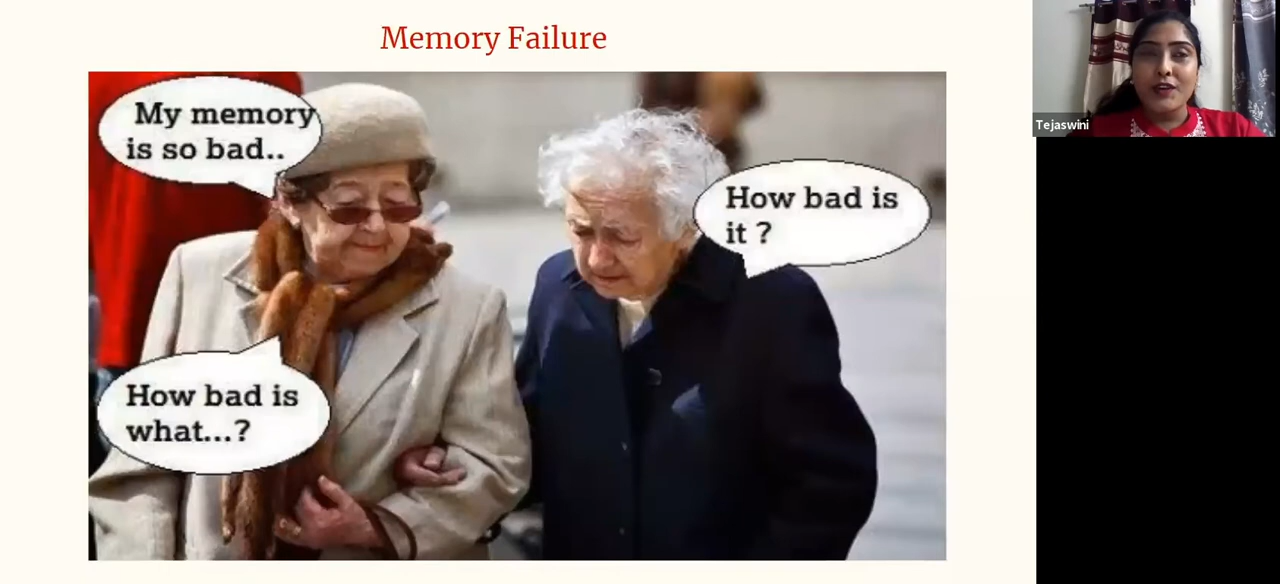 Memory Failure
My memory
is so bad..
How bad is
it ?
How bad is
what...?
Tejaswini